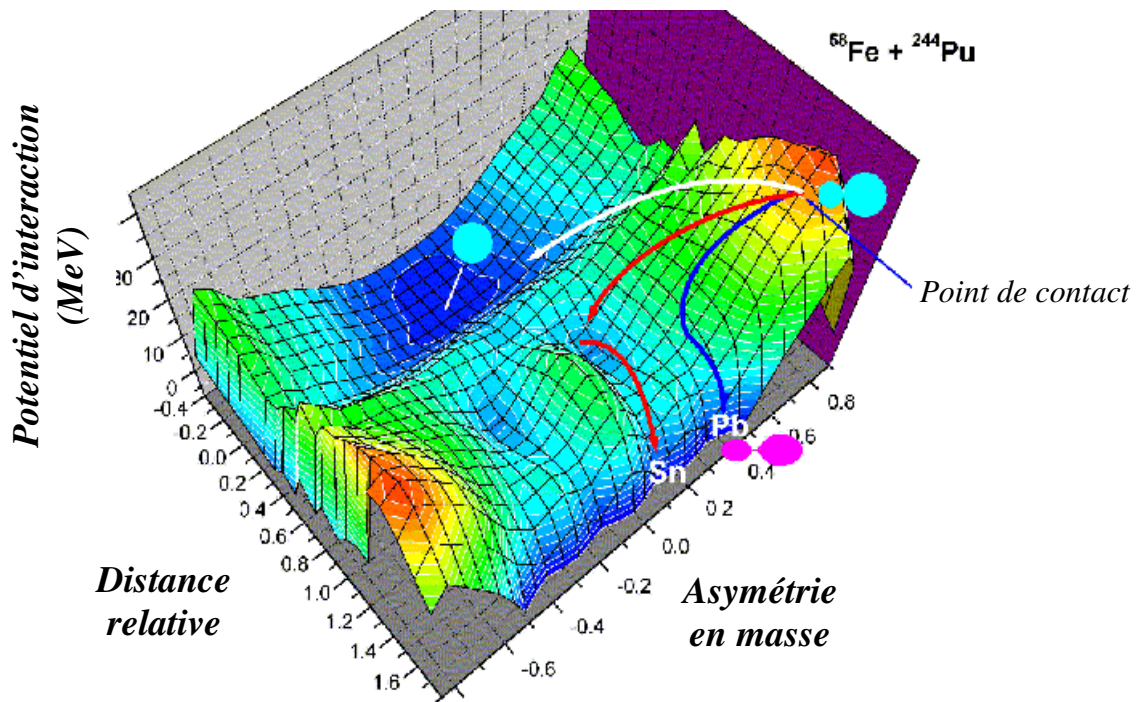 ⁶⁸Fe + ²⁴⁴Pu
Potentiel d'interaction
(MeV)
30
20
10
0
Point de contact
-0.4
-0.2
0.0
0.2
0.4
0.6
0.8
1.0
1.2
1.4
1.6
Distance
relative
Pb
Sn
0.8
0.6
0.4
0.2
0.0
-0.2
-0.4
-0.6
Asymétrie
en masse